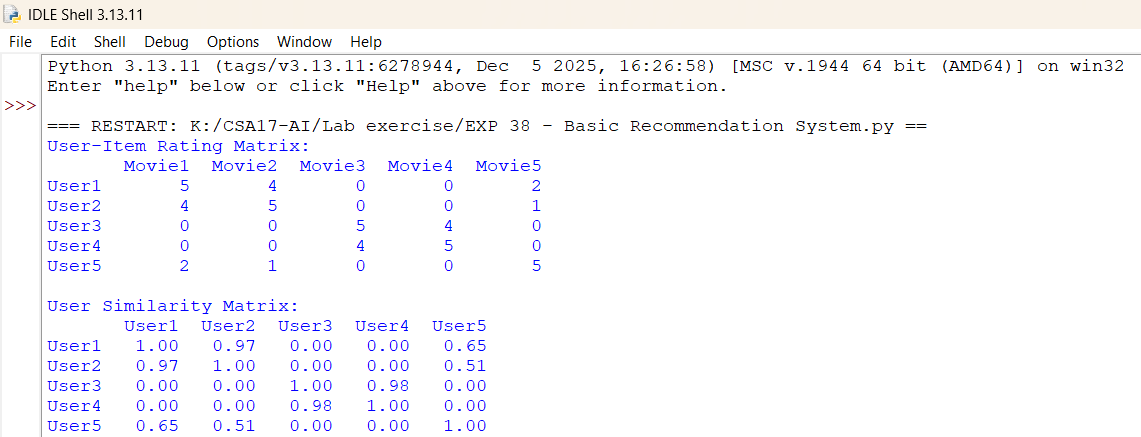 IDLE Shell 3.13.11
File Edit Shell Debug Options Window Help
Python 3.13.11 (tags/v3.13.11:6278944, Dec  5 2025, 16:26:58) [MSC v.1944 64 bit (AMD64)] on win32
Enter "help" below or click "Help" above for more information.
>>>
=== RESTART: K:/CSA17-AI/Lab exercise/EXP 38 - Basic Recommendation System.py ==
User-Item Rating Matrix:
       Movie1  Movie2  Movie3  Movie4  Movie5
User1       5       4       0       0       2
User2       4       5       0       0       1
User3       0       0       5       4       0
User4       0       0       4       5       0
User5       2       1       0       0       5
User Similarity Matrix:
       User1  User2  User3  User4  User5
User1   1.00   0.97   0.00   0.00   0.65
User2   0.97   1.00   0.00   0.00   0.51
User3   0.00   0.00   1.00   0.98   0.00
User4   0.00   0.00   0.98   1.00   0.00
User5   0.65   0.51   0.00   0.00   1.00